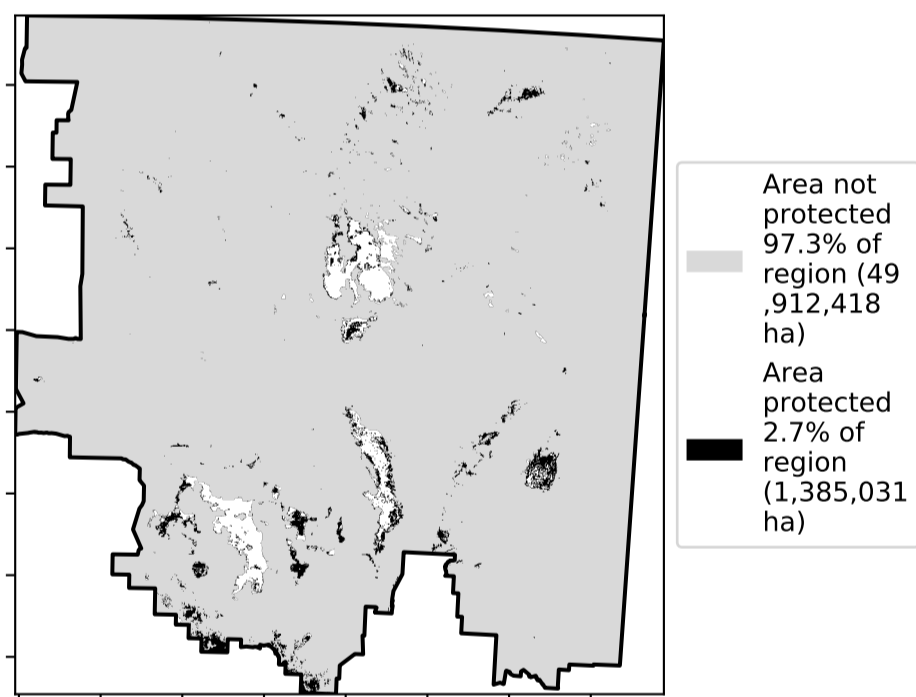 Area not
protected
97.3% of
region (49
,912,418
ha)
Area
protected
2.7% of
region
(1,385,031
ha)